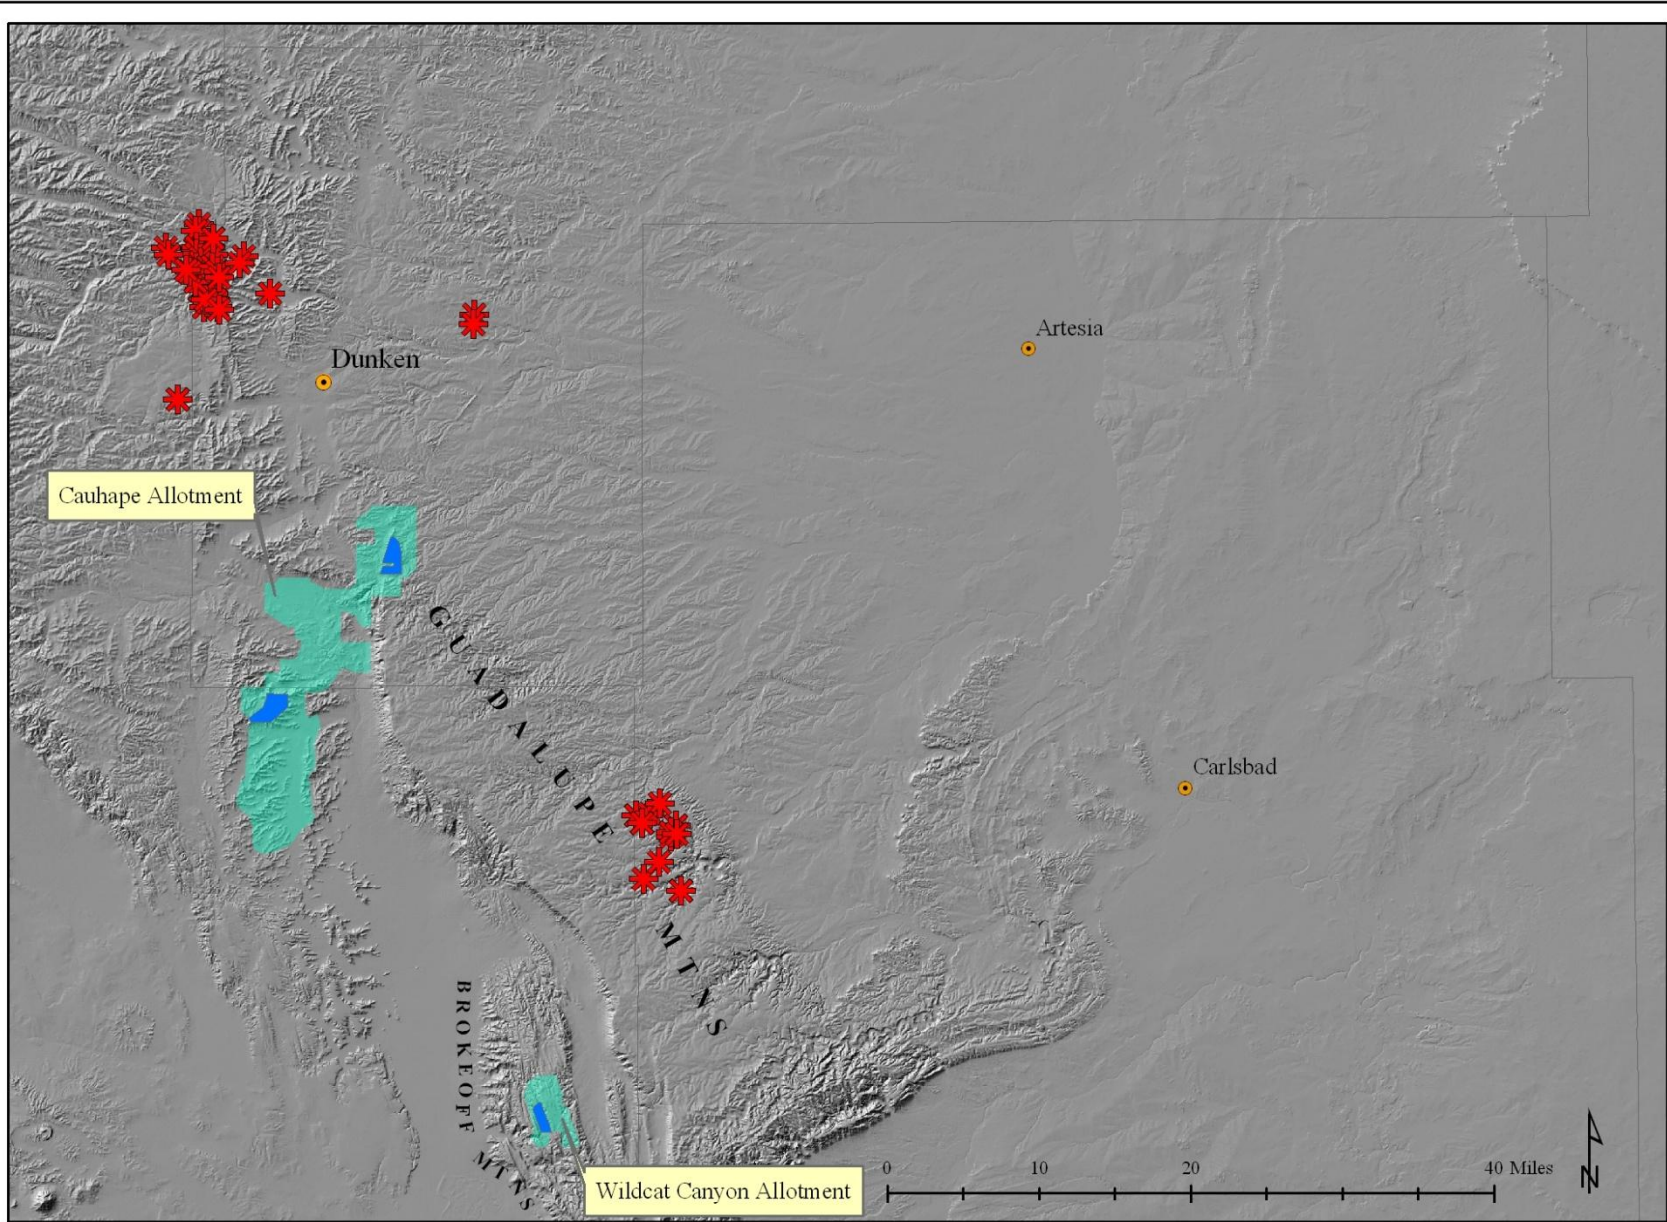 Artesia
Dunken
Cauhape Allotment
GUADALUPE
MTNS
Carlsbad
BROKEOFF
MTNS
Wildcat Canyon Allotment
0 10 20 40 Miles
N